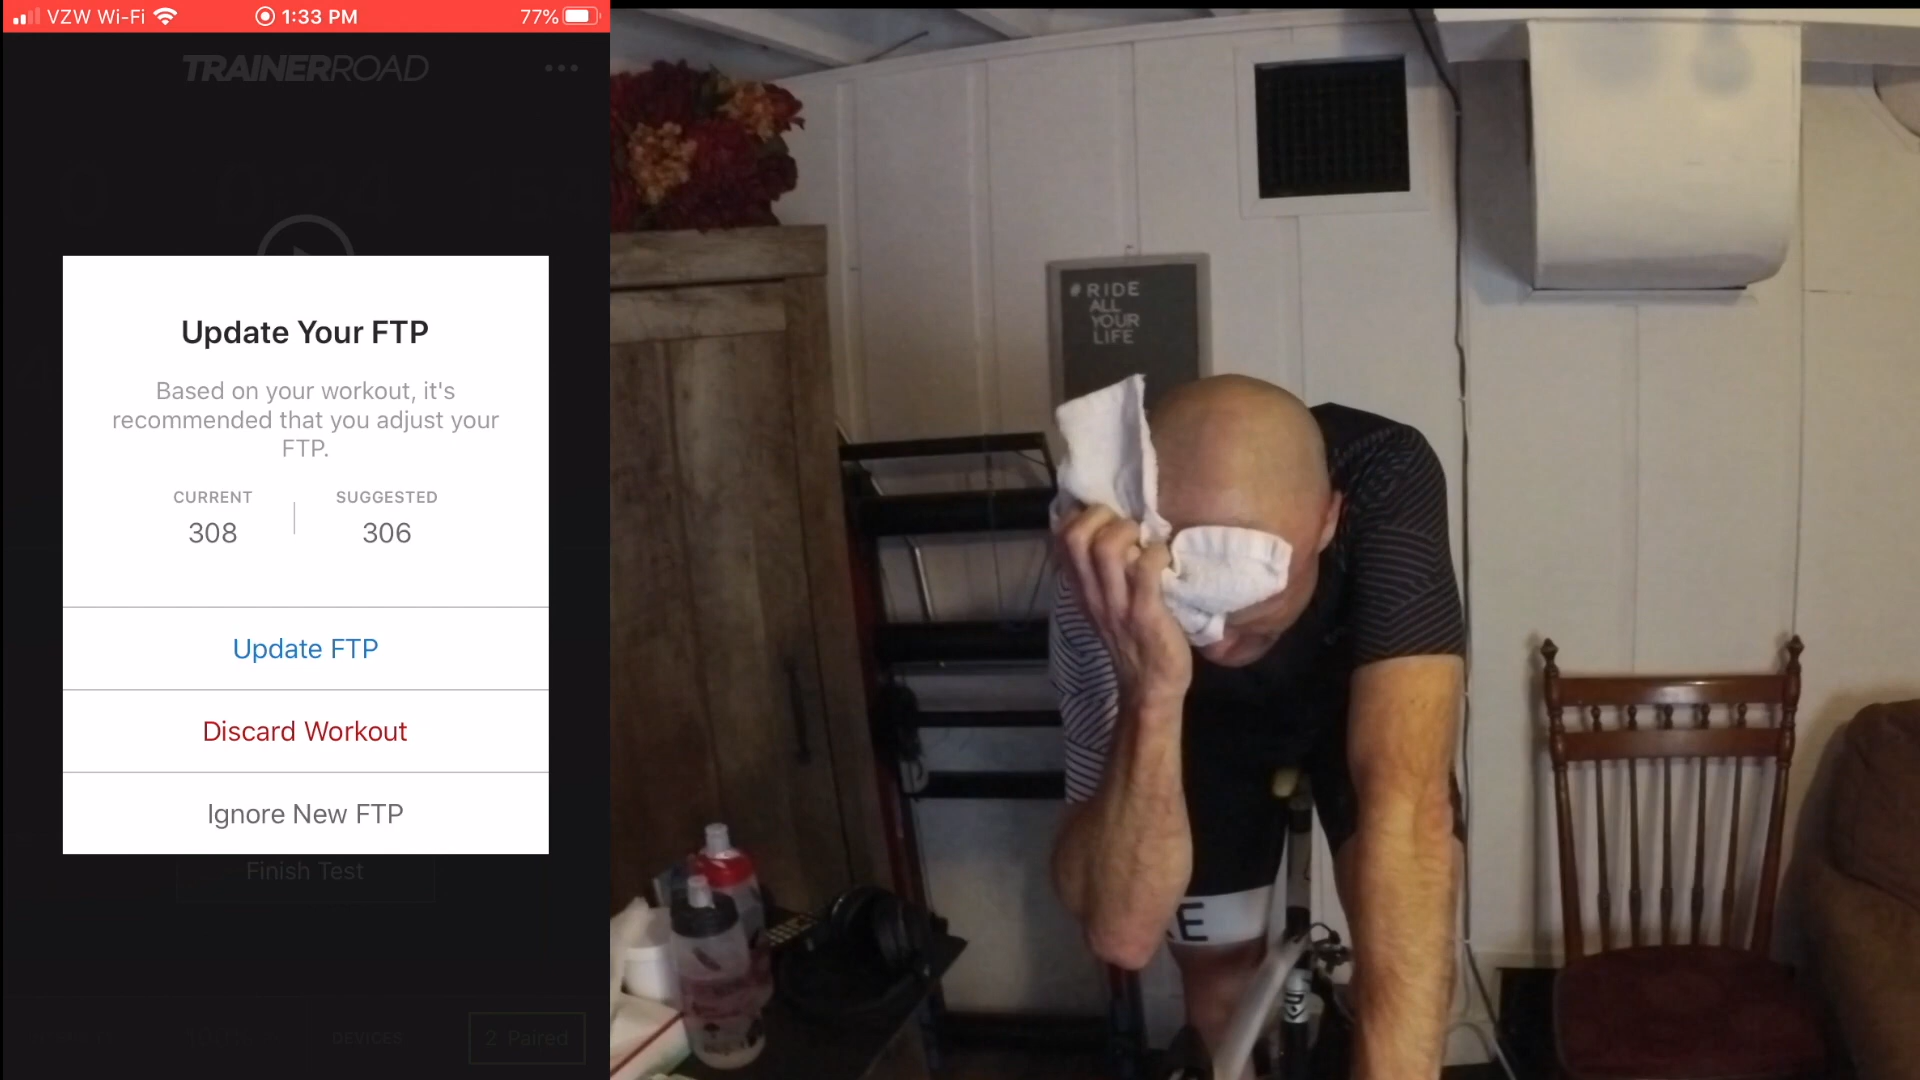 VZW Wi-Fi 1:33 PM 77%
TRAINERROAD
Update Your FTP
Based on your workout, it's
recommended that you adjust your
FTP.
CURRENT SUGGESTED
308 306
Update FTP
Discard Workout
Ignore New FTP
Finish Test
DEVICES 2 Paired
#RIDE
ALL
YOUR
LIFE
E